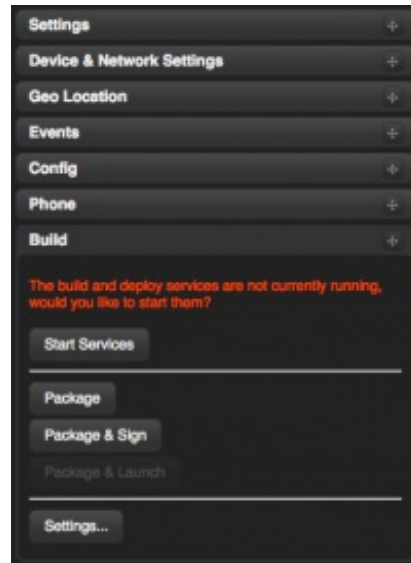 Settings
Device & Network Settings
Geo Location
Events
Config
Phone
Build
The build and deploy services are not currently running,
would you like to start them?
Start Services
Package
Package & Sign
Package & Launch
Settings...